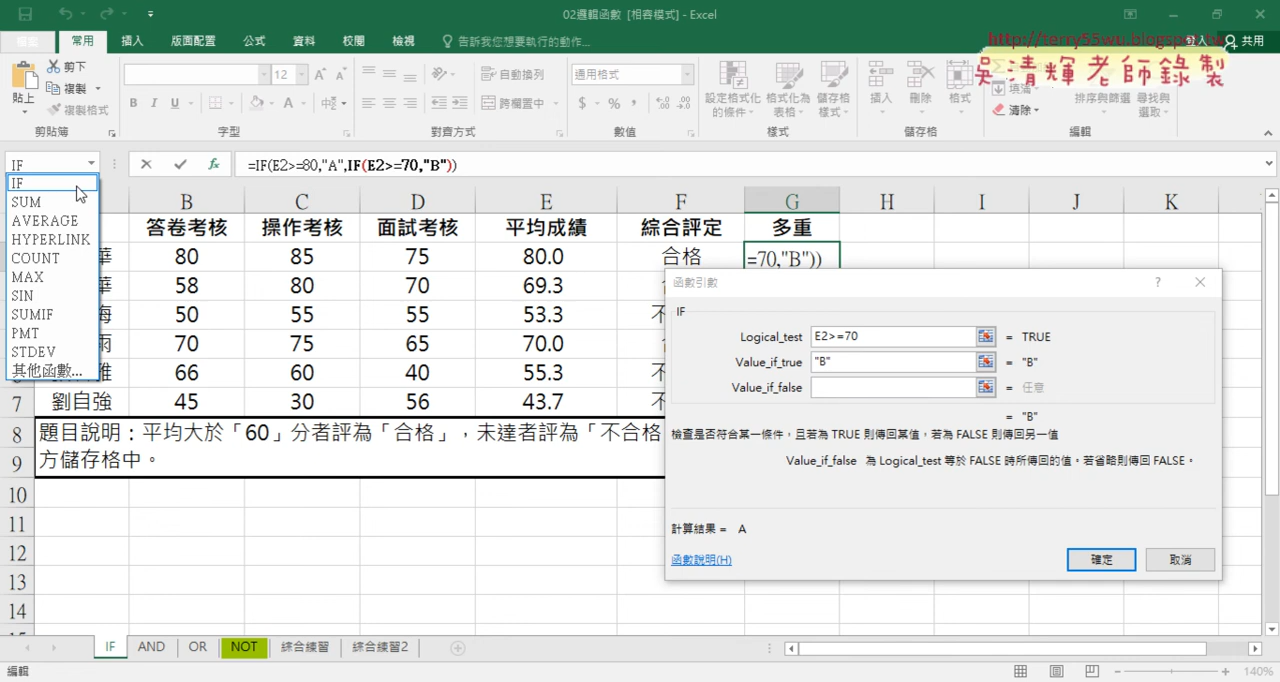 02邏輯函數 [相容模式] - Excel
常用 插入 版面配置 公式 資料 校閱 檢視 告訴我您想要執行的動作... 共用
http://terry55wu.blogspot.tw
吳清輝老師錄製
貼上 剪下 複製 複製格式
12 自動換列 跨欄置中 通用格式
設定格式化的條件 格式化為表格 儲存格樣式 插入 刪除 格式 填滿 清除 排序與篩選 尋找與選取
剪貼簿 字型 對齊方式 數值 樣式 儲存格 編輯
IF =IF(E2>=80,"A",IF(E2>=70,"B"))
IF
SUM
AVERAGE
HYPERLINK
COUNT
MAX
SIN
SUMIF
PMT
STDEV
其他函數...
B C D E F G H I J K
答卷考核 操作考核 面試考核 平均成績 綜合評定 多重
華 80 85 75 80.0 合格 =70,"B"))
華 58 80 70 69.3
海 50 55 55 53.3 不
爾 70 75 65 70.0
雅 66 60 40 55.3 不
7 劉自強 45 30 56 43.7 不
8 題目說明：平均大於「60」分者評為「合格」，未達者評為「不合格
9 方儲存格中。
10
11
12
13
14
函數引數 ?
IF
Logical_test E2>=70 = TRUE
Value_if_true "B" = "B"
Value_if_false = 任意
= "B"
檢查是否符合某一條件，且若為 TRUE 則傳回某值，若為 FALSE 則傳回另一值
Value_if_false 為 Logical_test 等於 FALSE 時所傳回的值。若省略則傳回 FALSE。
計算結果 = A
函數說明(H) 確定 取消
IF AND OR NOT 綜合練習 綜合練習2
編輯 140%